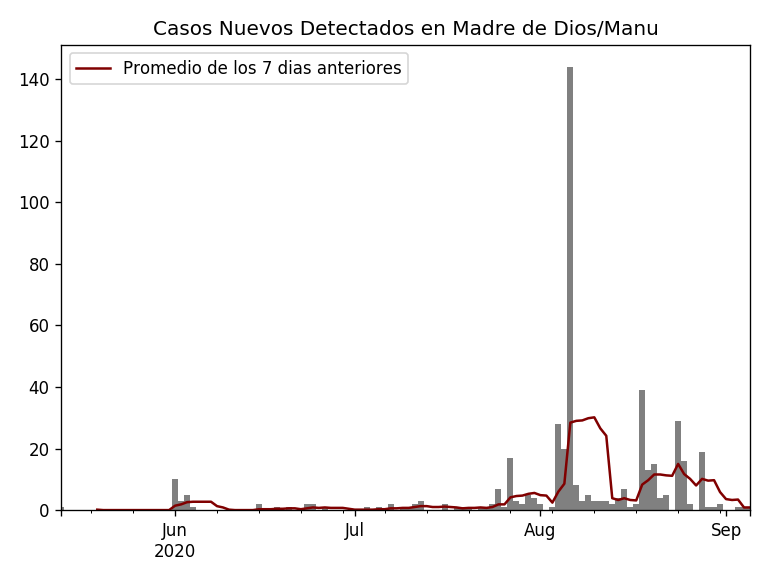 Casos Nuevos Detectados en Madre de Dios/Manu
Promedio de los 7 dias anteriores
140
120
100
80
60
40
20
0
Jun
2020
Jul
Aug
Sep